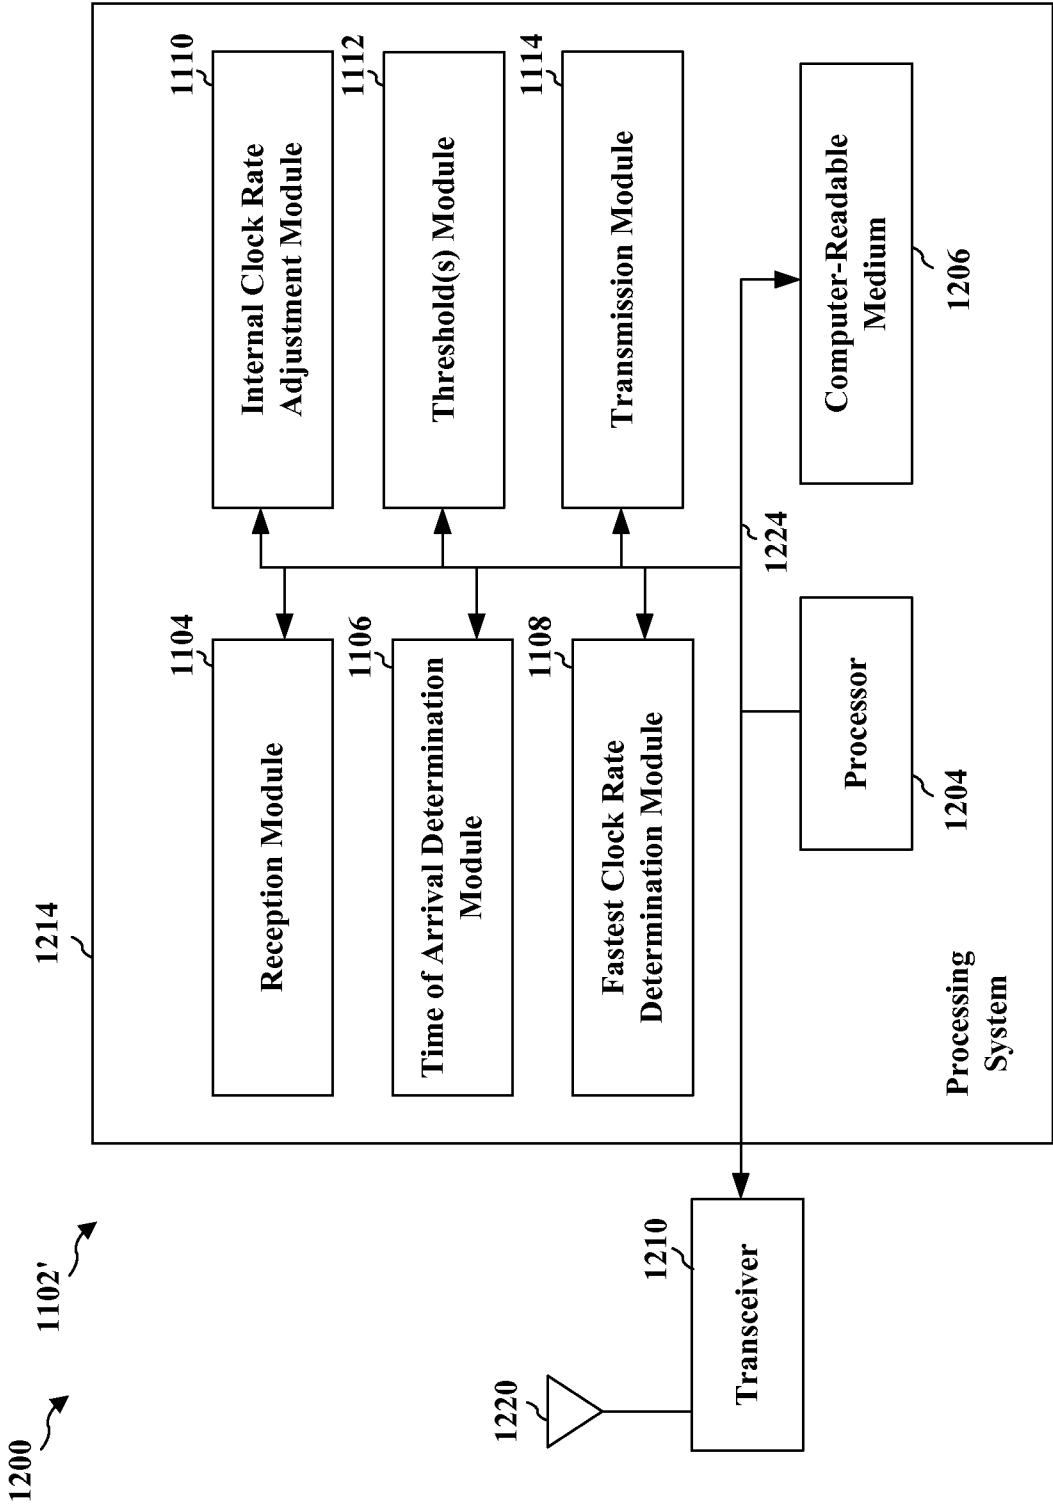 1200
1102'
1214
1104
Reception Module
1110
Internal Clock Rate
Adjustment Module
1106
Time of Arrival Determination
Module
1112
Threshold(s) Module
1108
Fastest Clock Rate
Determination Module
1114
Transmission Module
1220
1210
Transceiver
1224
Processor
1204
Computer-Readable
Medium
1206
Processing
System